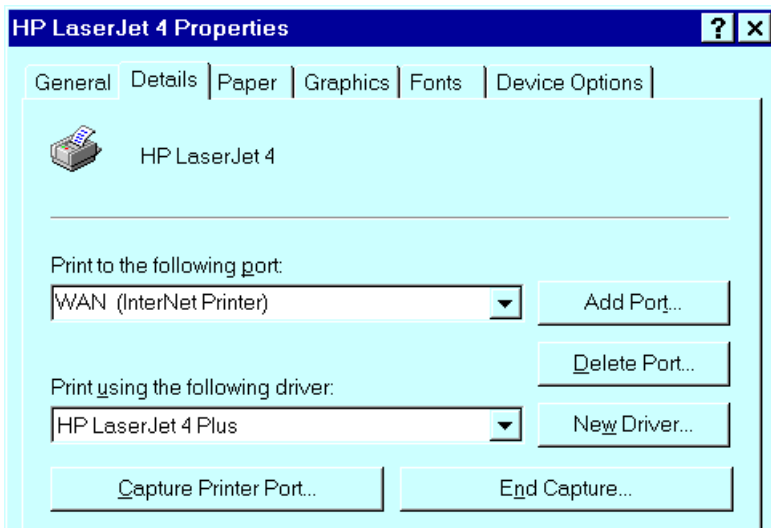 HP LaserJet 4 Properties ? ×
General Details Paper Graphics Fonts Device Options
HP LaserJet 4
Print to the following port:
WAN (InterNet Printer) Add Port...
Delete Port...
Print using the following driver:
HP LaserJet 4 Plus New Driver...
Capture Printer Port... End Capture...